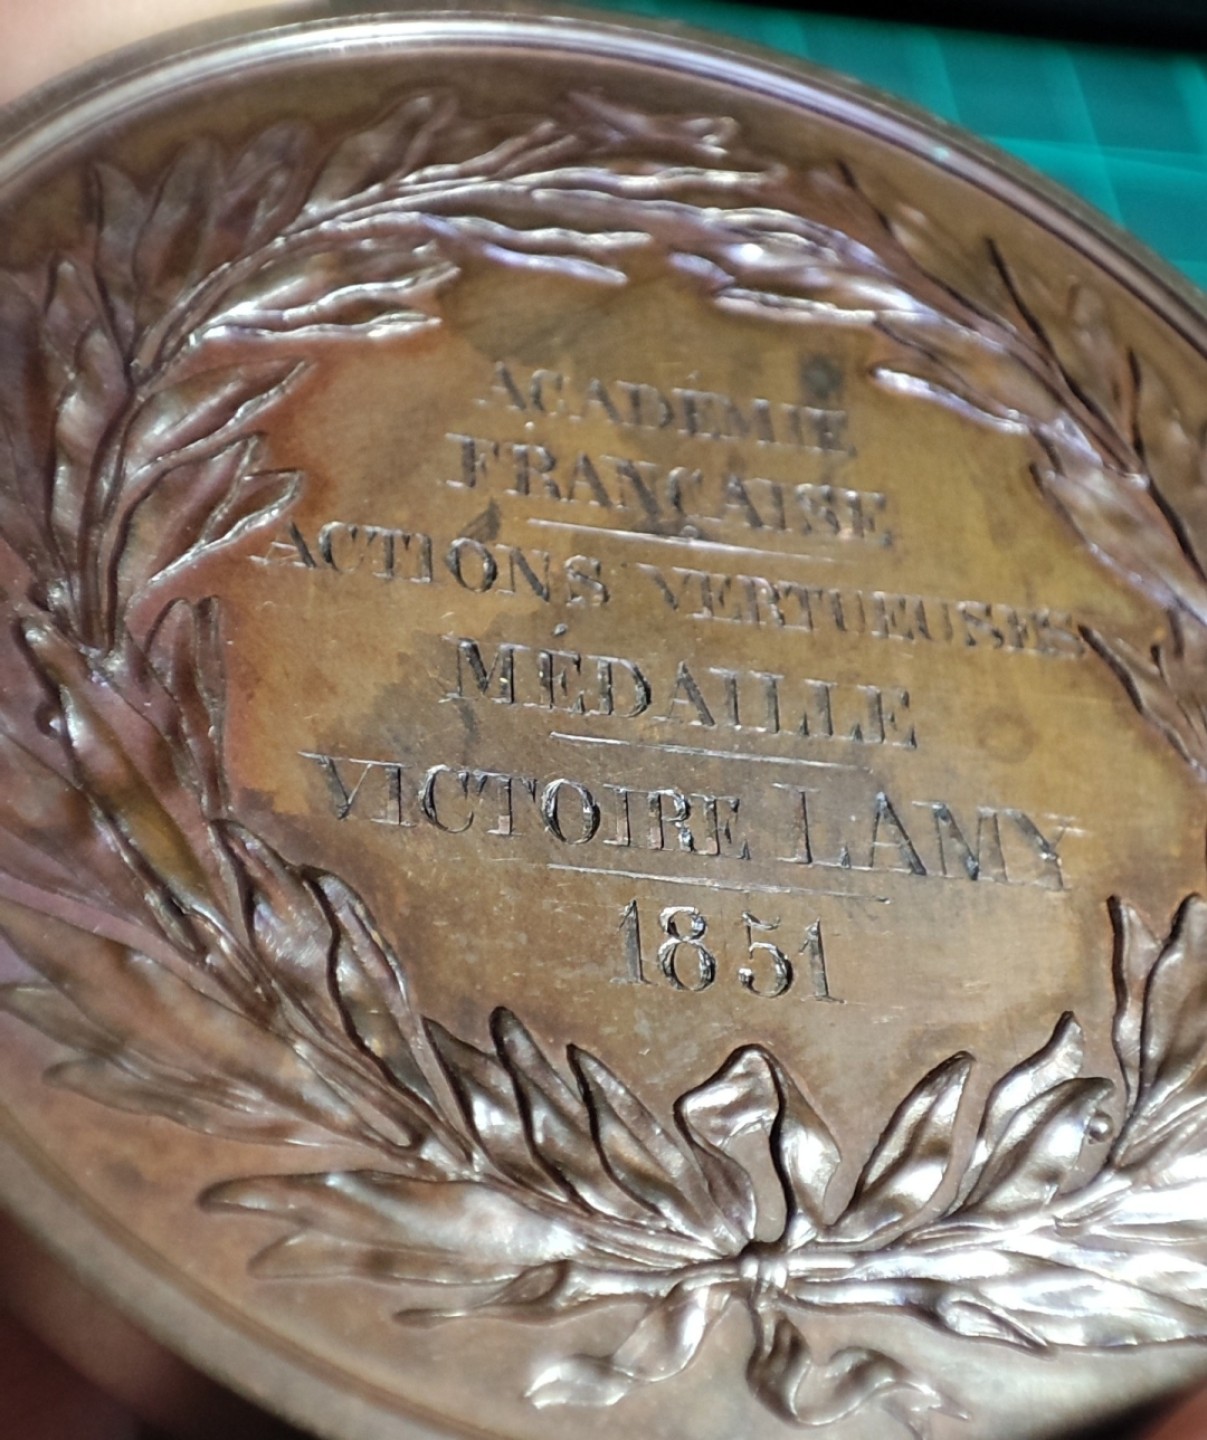 ACADÉMIE
FRANÇAISE
ACTIONS VERTUEUSES
MÉDAILLE
VICTOIRE LAMY
1851